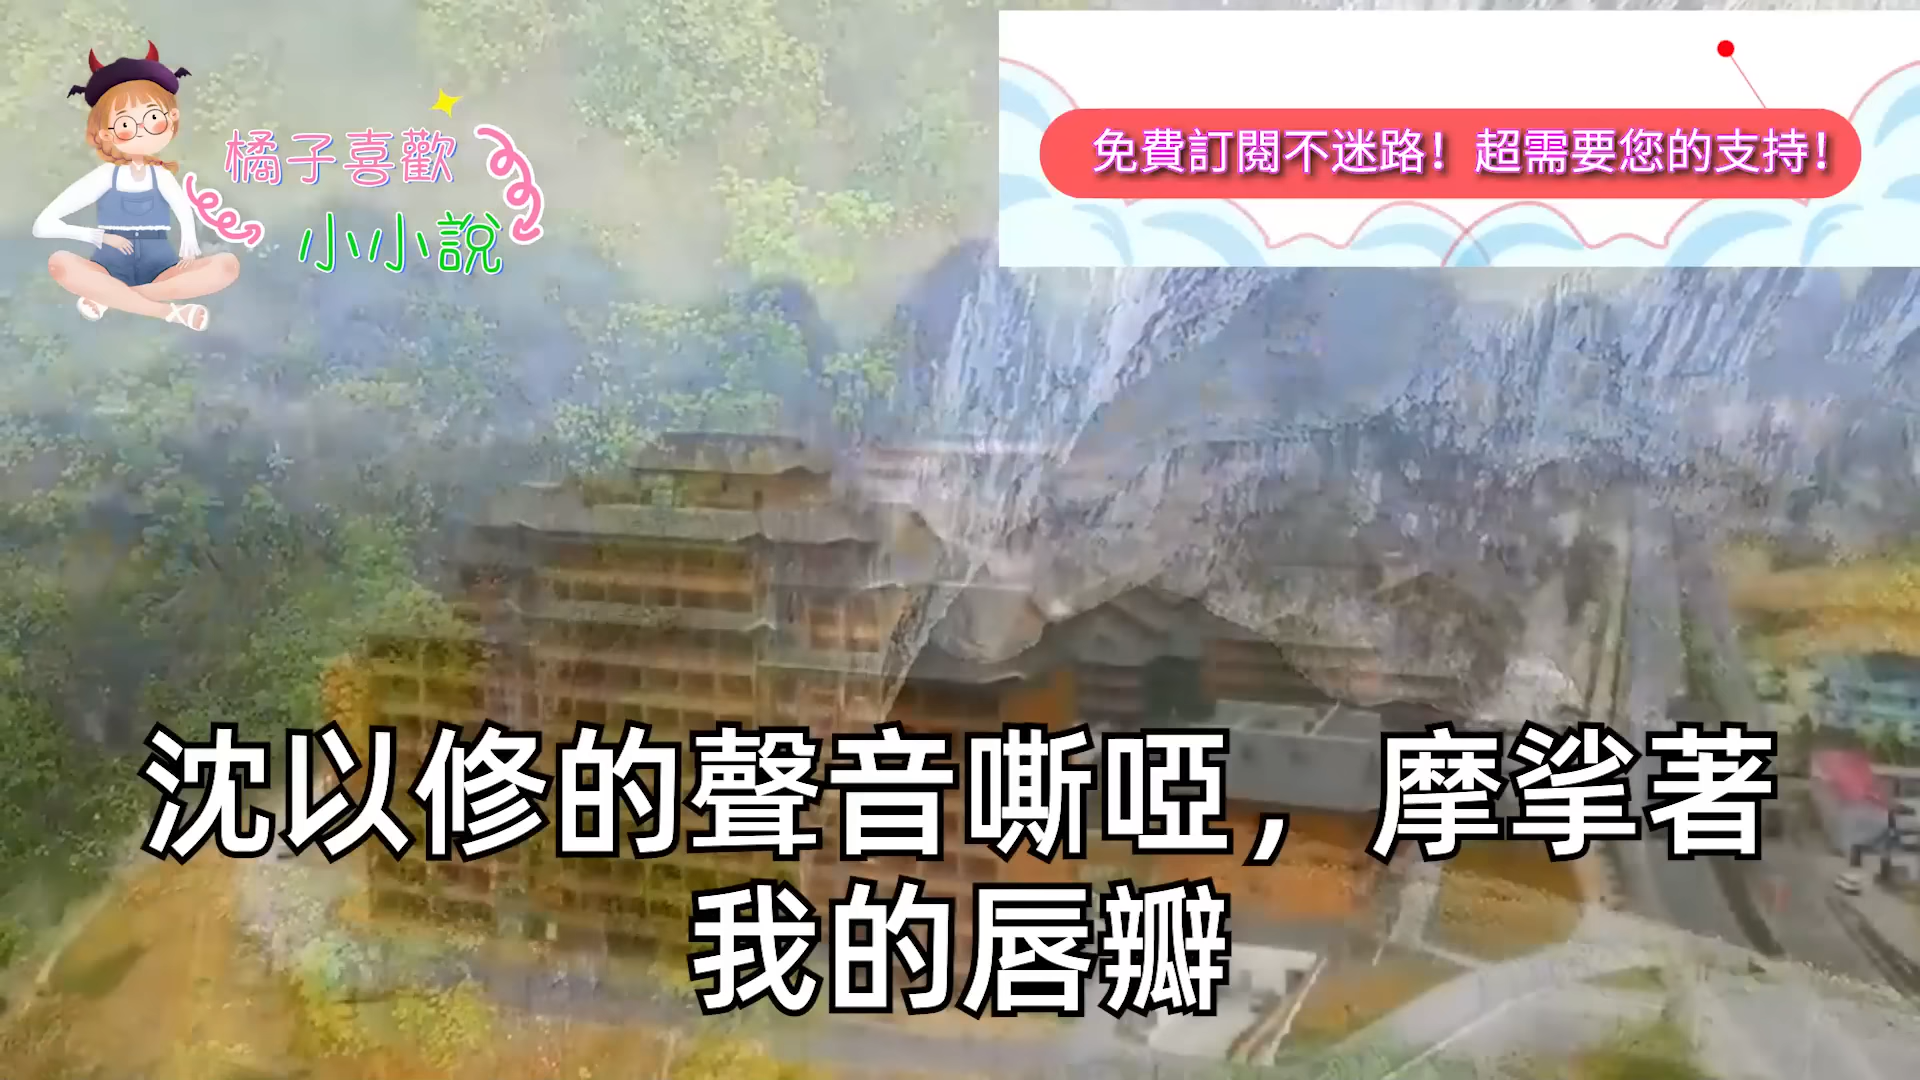 橘子喜歡
小小說
免費訂閱不迷路！超需要您的支持！
沈以修的聲音嘶啞，摩挲著
我的唇瓣